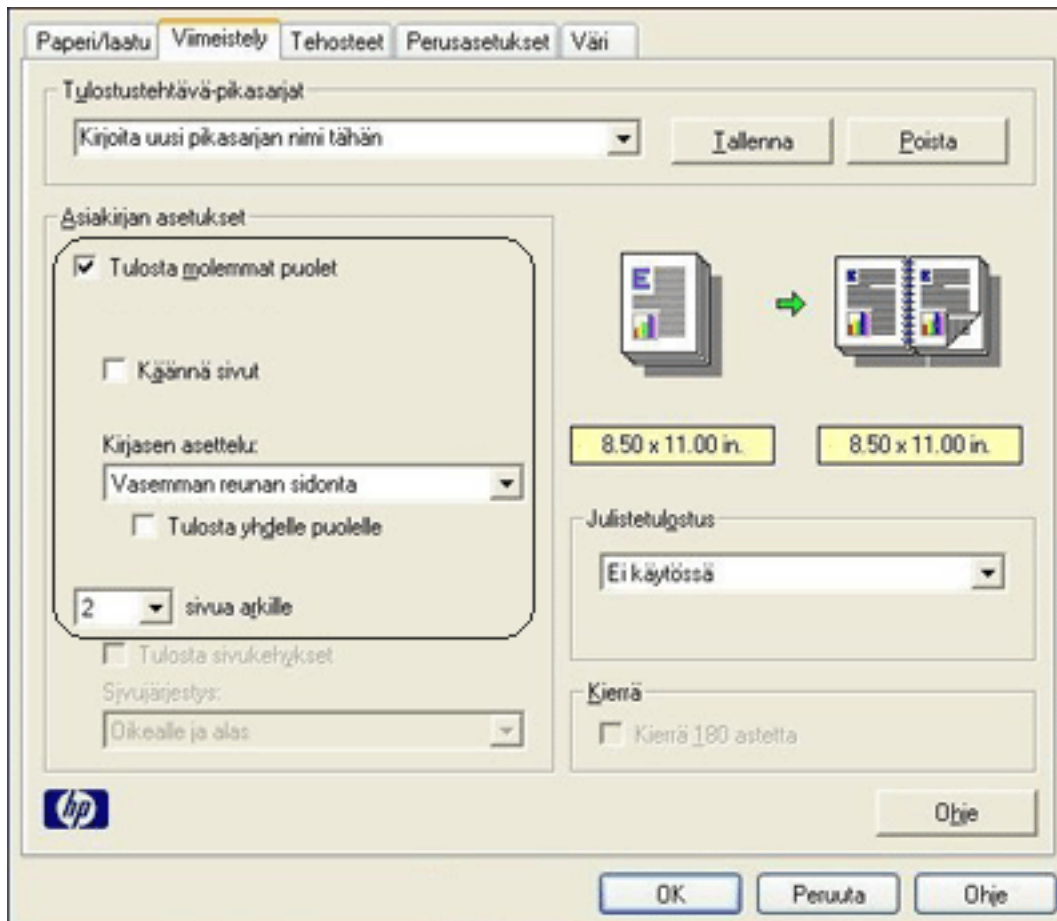 Paperi/laatu Viimeistely Tehosteet Perusasetukset Väri
Tulostustehtävä-pikasarjat
Kirjoita uusi pikasarjan nimi tähän Tallenna Poista
Asiakirjan asetukset
Tulosta molemmat puolet
Käännä sivut
Kirjasen asettelu:
Vasemman reunan sidonta
Tulosta yhdelle puolelle
2 sivua arkille
Tulosta sivukehykset
Sivujärjestys:
Oikealle ja alas
E E E
8.50 x 11.00 in. 8.50 x 11.00 in.
Julistetulostus
Ei käytössä
Kierrä
Kierrä 180 astetta
hp
Ohje
OK Peruuta Ohje